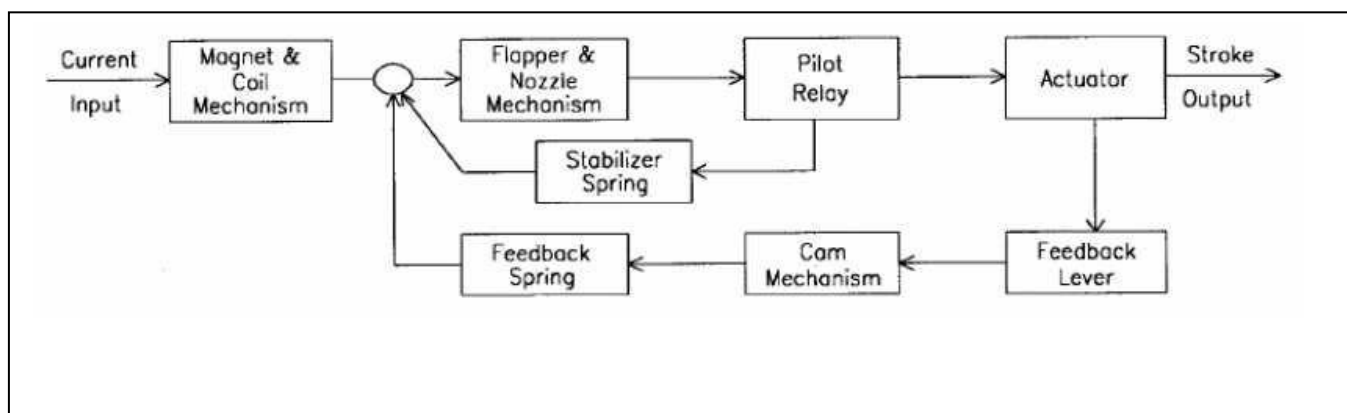 Current
Input
Magnet &
Coil
Mechanism
Flapper &
Nozzle
Mechanism
Pilot
Relay
Actuator
Stroke
Output
Stabilizer
Spring
Feedback
Spring
Cam
Mechanism
Feedback
Lever